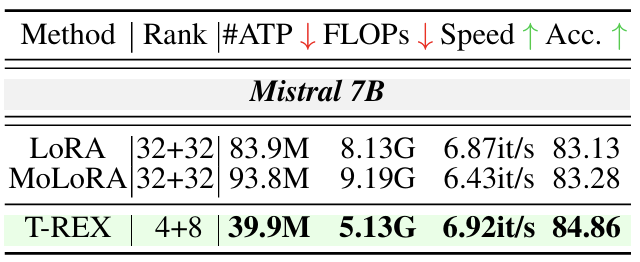 Method Rank #ATP ↓ FLOPs ↓ Speed ↑ Acc. ↑
Mistral 7B
LoRA 32+32 83.9M 8.13G 6.87it/s 83.13
MoLoRA 32+32 93.8M 9.19G 6.43it/s 83.28
T-REX 4+8 39.9M 5.13G 6.92it/s 84.86